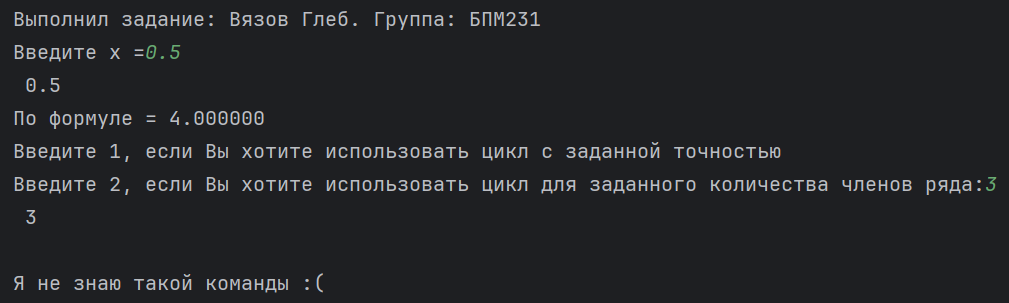 Выполнил задание: Вязов Глеб. Группа: БПМ231
Введите x =0.5
0.5
По формуле = 4.000000
Введите 1, если Вы хотите использовать цикл с заданной точностью
Введите 2, если Вы хотите использовать цикл для заданного количества членов ряда:3
3
Я не знаю такой команды :(